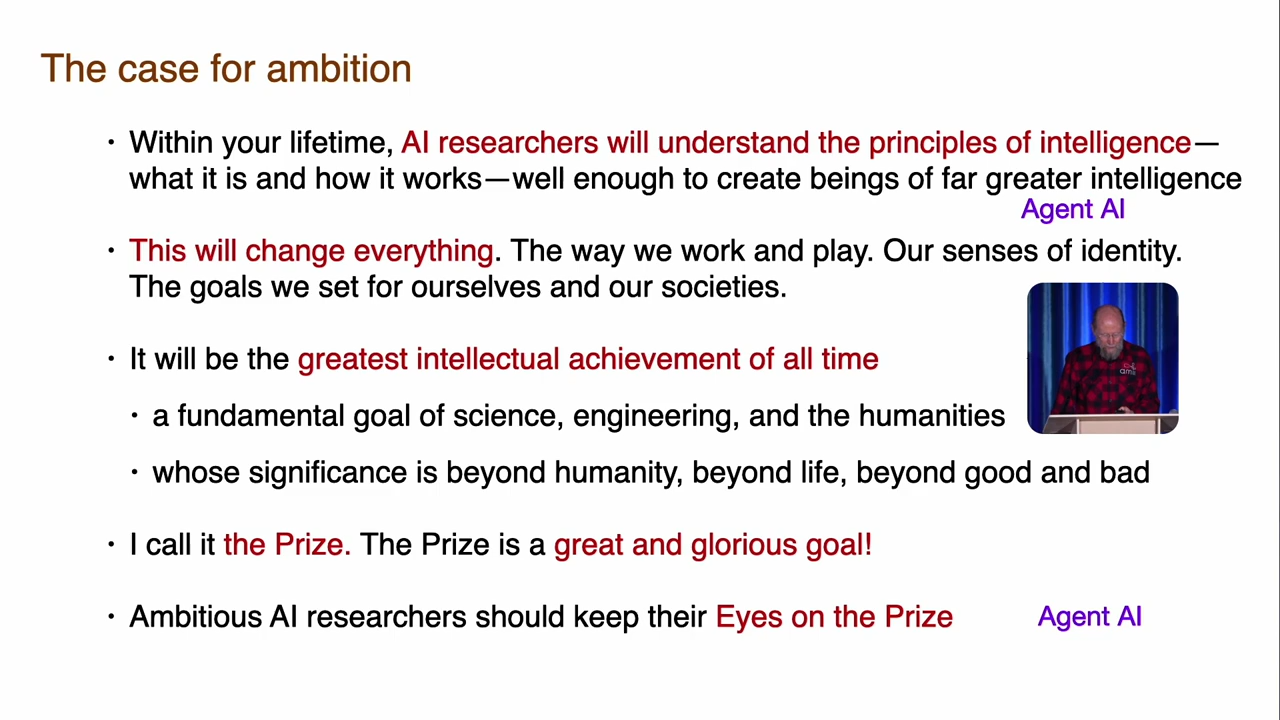 The case for ambition
• Within your lifetime, AI researchers will understand the principles of intelligence—
what it is and how it works—well enough to create beings of far greater intelligence
Agent AI
• This will change everything. The way we work and play. Our senses of identity.
The goals we set for ourselves and our societies.
• It will be the greatest intellectual achievement of all time
amii
• a fundamental goal of science, engineering, and the humanities
• whose significance is beyond humanity, beyond life, beyond good and bad
• I call it the Prize. The Prize is a great and glorious goal!
• Ambitious AI researchers should keep their Eyes on the Prize
Agent AI